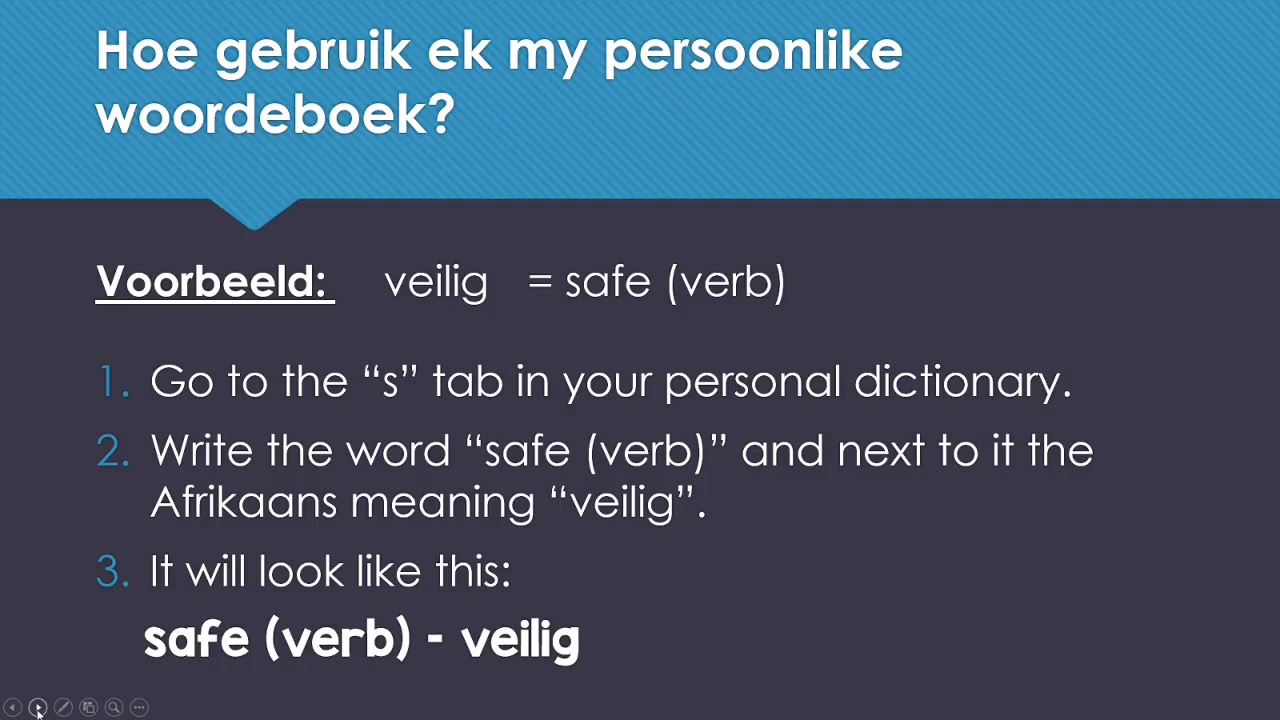 Hoe gebruik ek my persoonlike
woordeboek?
Voorbeeld: veilig = safe (verb)
1. Go to the “s” tab in your personal dictionary.
2. Write the word “safe (verb)” and next to it the
Afrikaans meaning “veilig”.
3. It will look like this:
safe (verb) - veilig